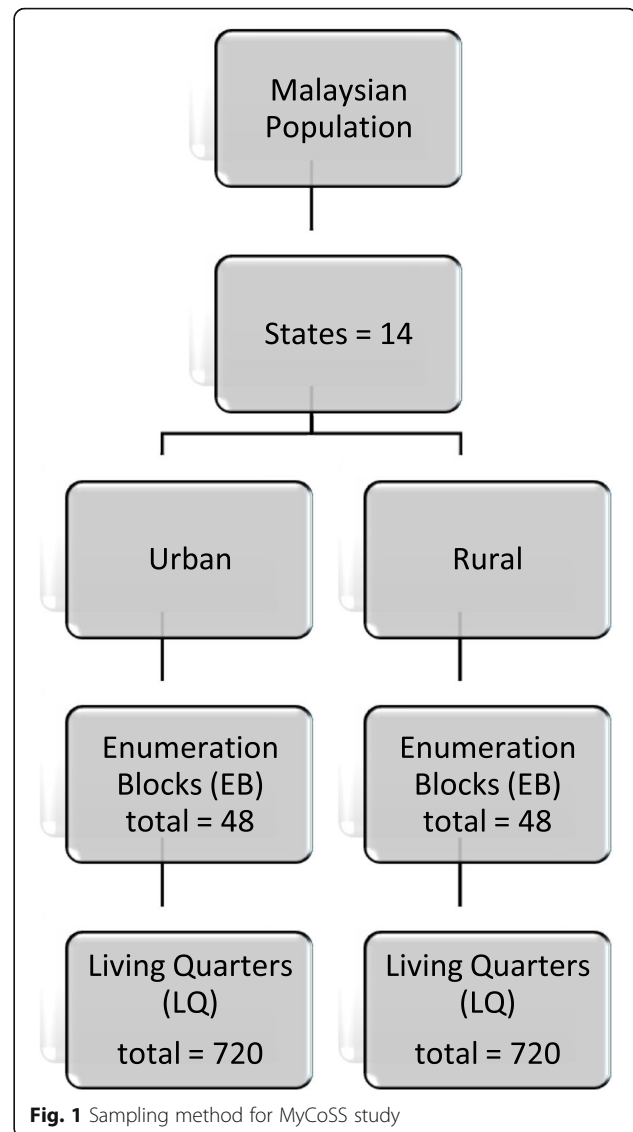 Malaysian
Population
States = 14
Urban
Rural
Enumeration
Blocks (EB)
total = 48
Enumeration
Blocks (EB)
total = 48
Living Quarters
(LQ)
total = 720
Living Quarters
(LQ)
total = 720
Fig. 1 Sampling method for MyCoSS study